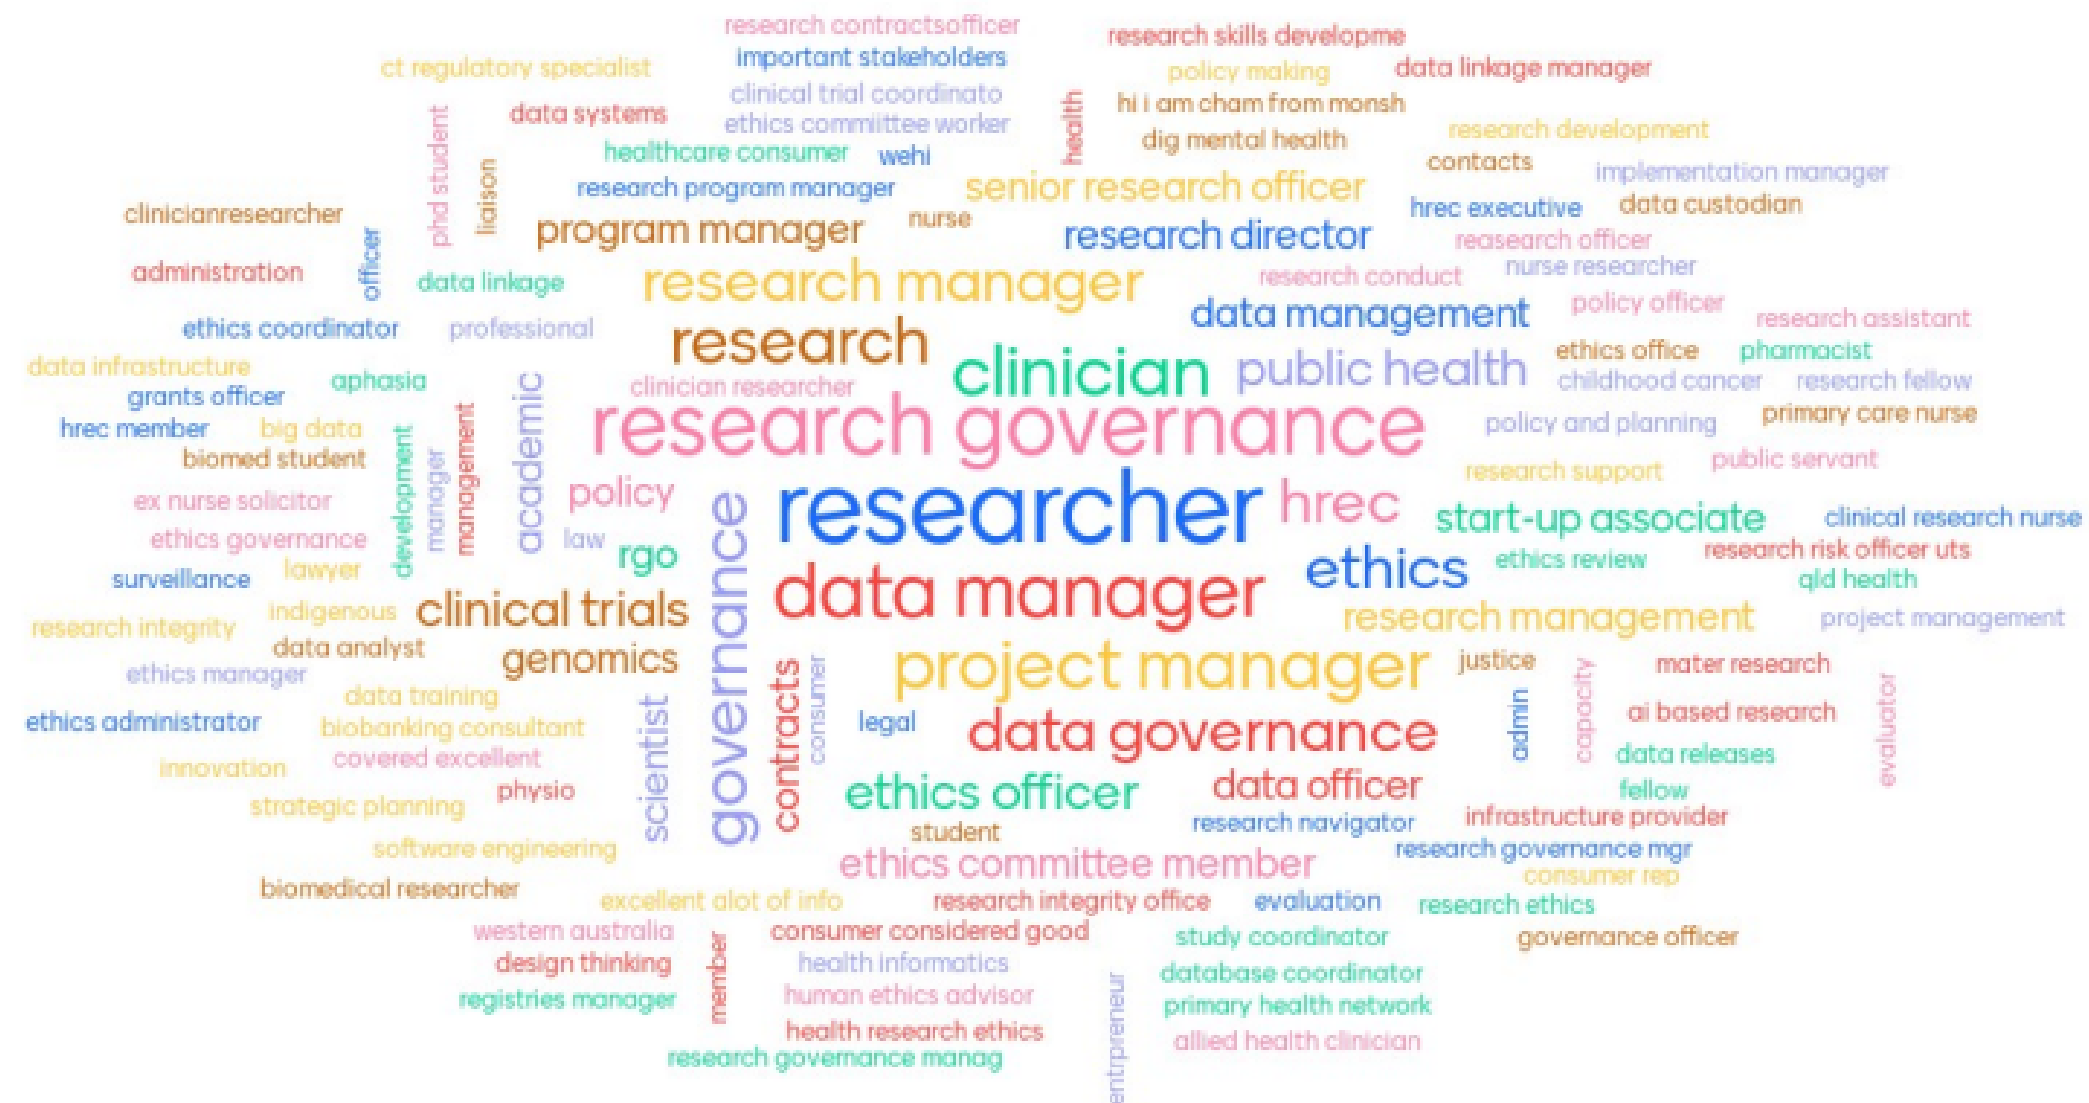 research contractsofficer
research skills developme
important stakeholders
ct regulatory specialist
policy making
data linkage manager
clinical trial coordinato
hi i am cham from monsh
data systems
health
phd student
ethics commiittee worker
research development
dig mental health
healthcare consumer
wehi
contacts
implementation manager
liaison
research program manager
senior research officer
hrec executive
data custodian
clinicianresearcher
nurse
program manager
research director
reasearch officer
officer
administration
data linkage
research manager
research conduct
nurse researcher
policy officer
data management
research assistant
ethics coordinator
professional
research
ethics office
pharmacist
data infrastructure
aphasia
clinician researcher
clinician
public health
childhood cancer
research fellow
grants officer
academic
primary care nurse
hrec member
big data
research governance
policy and planning
biomed student
development
manager
management
research support
public servant
policy
ex nurse solicitor
researcher
hrec
start-up associate
clinical research nurse
ethics governance
law
rgo
governance
ethics
ethics review
research risk officer uts
surveillance
lawyer
qld health
data manager
indigenous
clinical trials
research management
project management
research integrity
data analyst
genomics
project manager
justice
mater research
ethics manager
data training
scientist
contracts
consumer
admin
capacity
evaluator
ai based research
ethics administrator
biobanking consultant
legal
data governance
data releases
covered excellent
innovation
physio
ethics officer
data officer
fellow
strategic planning
infrastructure provider
student
research navigator
software engineering
ethics committee member
research governance mgr
consumer rep
biomedical researcher
excellent alot of info
research integrity office
evaluation
research ethics
western australia
member
consumer considered good
study coordinator
governance officer
design thinking
health informatics
database coordinator
registries manager
human ethics advisor
entrpreneur
primary health network
health research ethics
allied health clinician
research governance manag